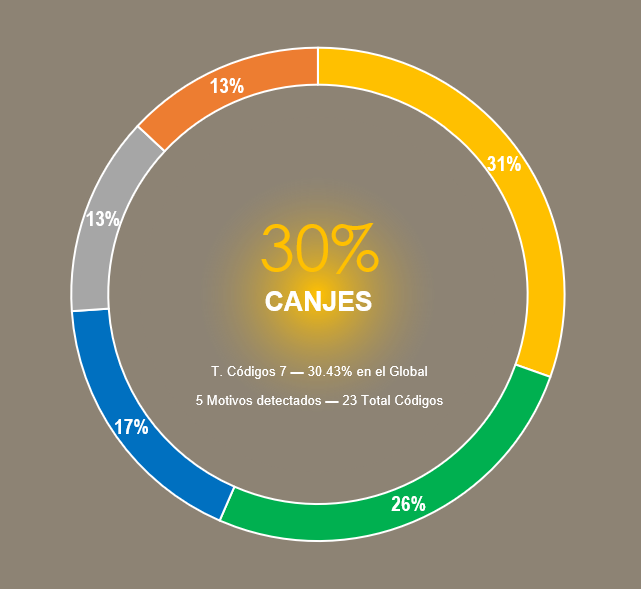 13%
31%
13%
30%
CANJES
T. Códigos 7 — 30.43% en el Global
5 Motivos detectados — 23 Total Códigos
17%
26%